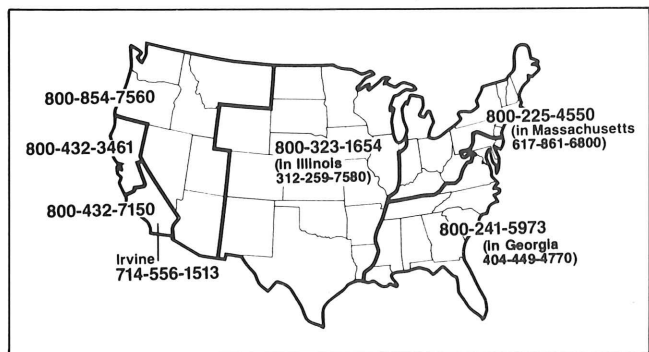 800-854-7560
800-432-3461
800-432-7150
Irvine
714-556-1513
800-323-1654
(in Illinois
312-259-7580)
800-225-4550
(in Massachusetts
617-861-6800)
800-241-5973
(in Georgia
404-449-4770)